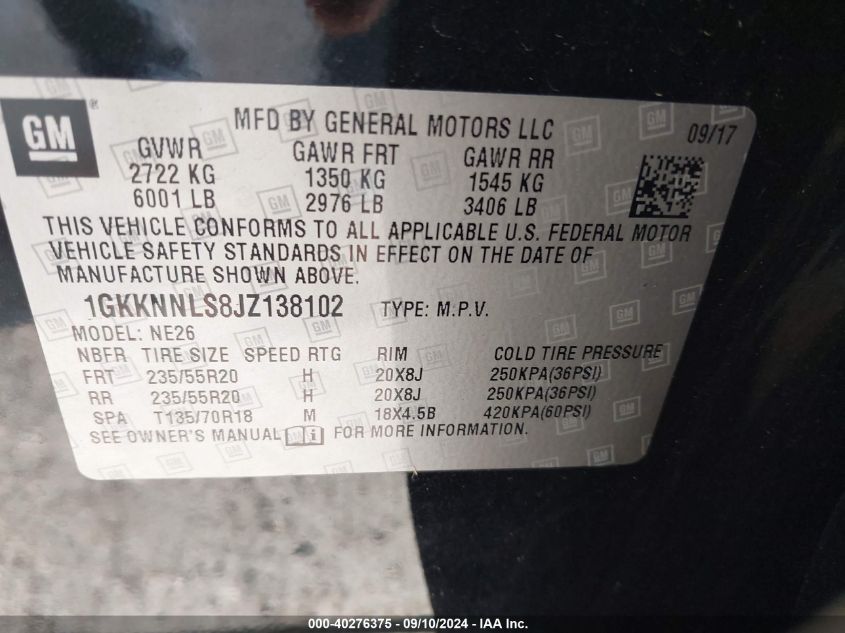 GM ®
MFD BY GENERAL MOTORS LLC 09/17
GVWR GAWR FRT GAWR RR
2722 KG 1350 KG 1545 KG
6001 LB 2976 LB 3406 LB
THIS VEHICLE CONFORMS TO ALL APPLICABLE U.S. FEDERAL MOTOR
VEHICLE SAFETY STANDARDS IN EFFECT ON THE DATE OF
MANUFACTURE SHOWN ABOVE.
1GKKNNLS8JZ138102 TYPE: M.P.V.
MODEL: NE26
NBFR TIRE SIZE SPEED RTG RIM COLD TIRE PRESSURE
FRT 235/55R20 H 20X8J 250KPA(36PSI)
RR 235/55R20 H 20X8J 250KPA(36PSI)
SPA T135/70R18 M 18X4.5B 420KPA(60PSI)
SEE OWNER'S MANUAL i FOR MORE INFORMATION.
000-40276375 - 09/10/2024 - IAA Inc.